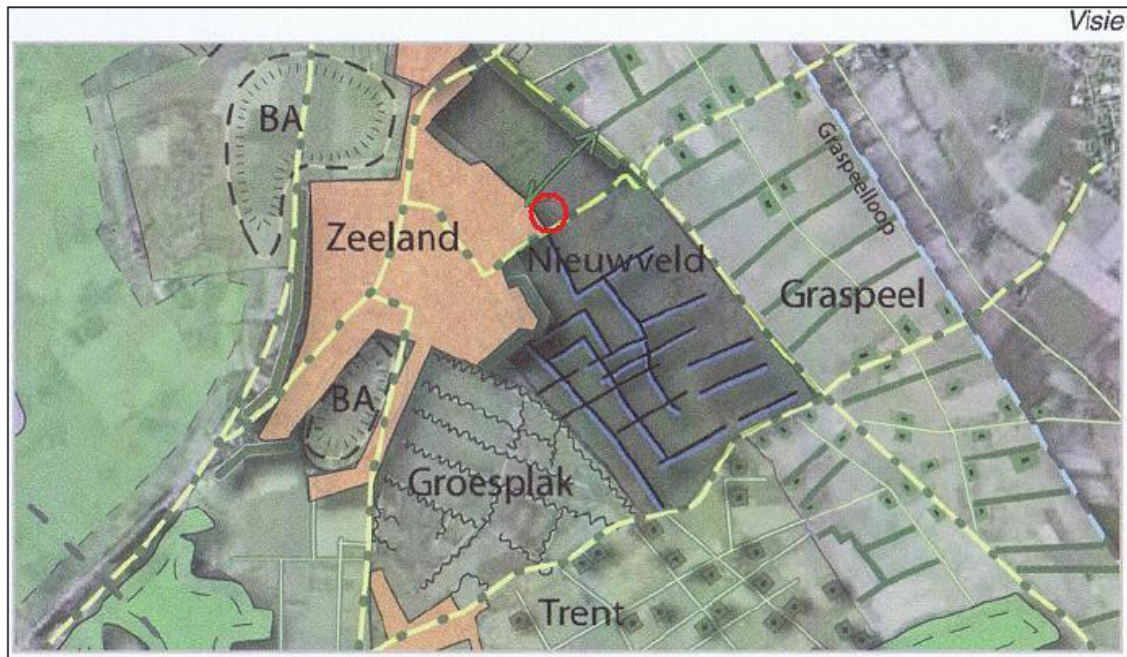 Visie
BA
Zeeland
Nieuwveld
Graspeelloop
Graspeel
BA
Groesplak
Trent